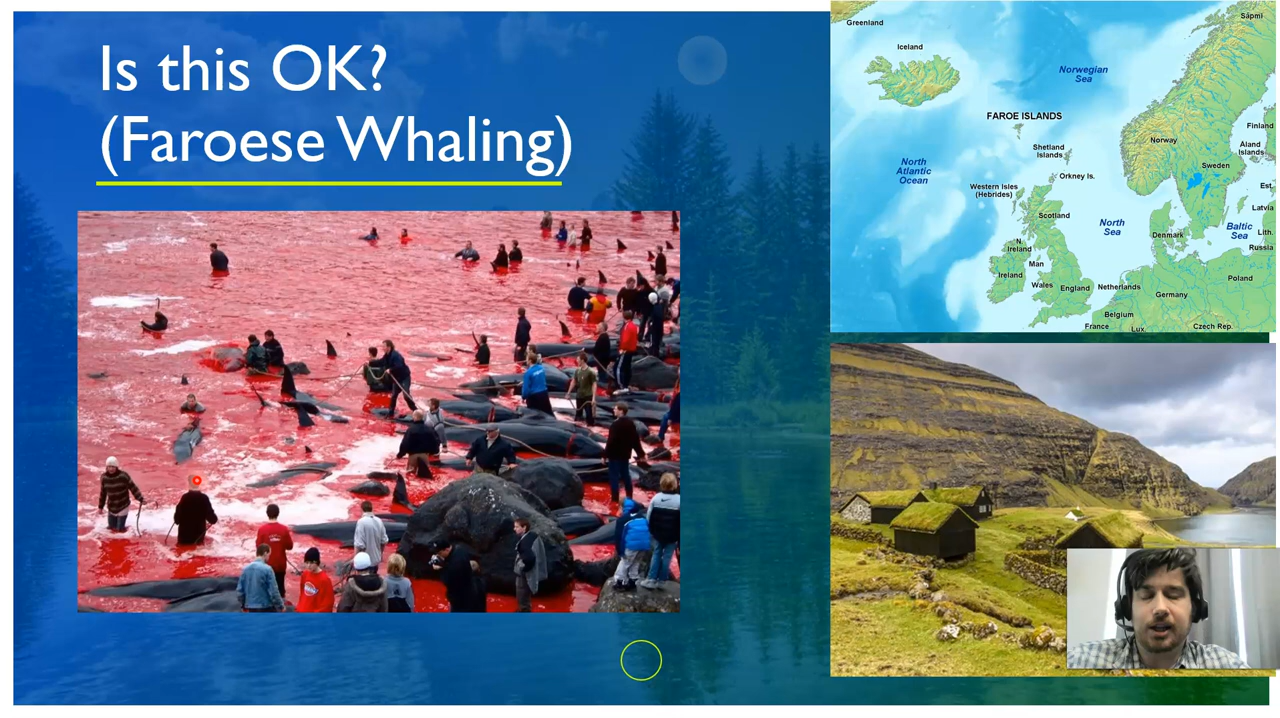 Is this OK?
(Faroese Whaling)
Greenland
Sápmi
Iceland
Norwegian
Sea
FAROE ISLANDS
Finland
Norway
Shetland
Islands
Åland
Islands
North
Atlantic
Ocean
Sweden
Orkney Is.
Western Isles
(Hebrides)
Est.
Latvia
Scotland
North
Sea
Baltic
Sea
Lith.
Denmark
N.
Ireland
Russia
Man
Ireland
Wales
England
Netherlands
Poland
Germany
Belgium
France
Lux.
Czech Rep.